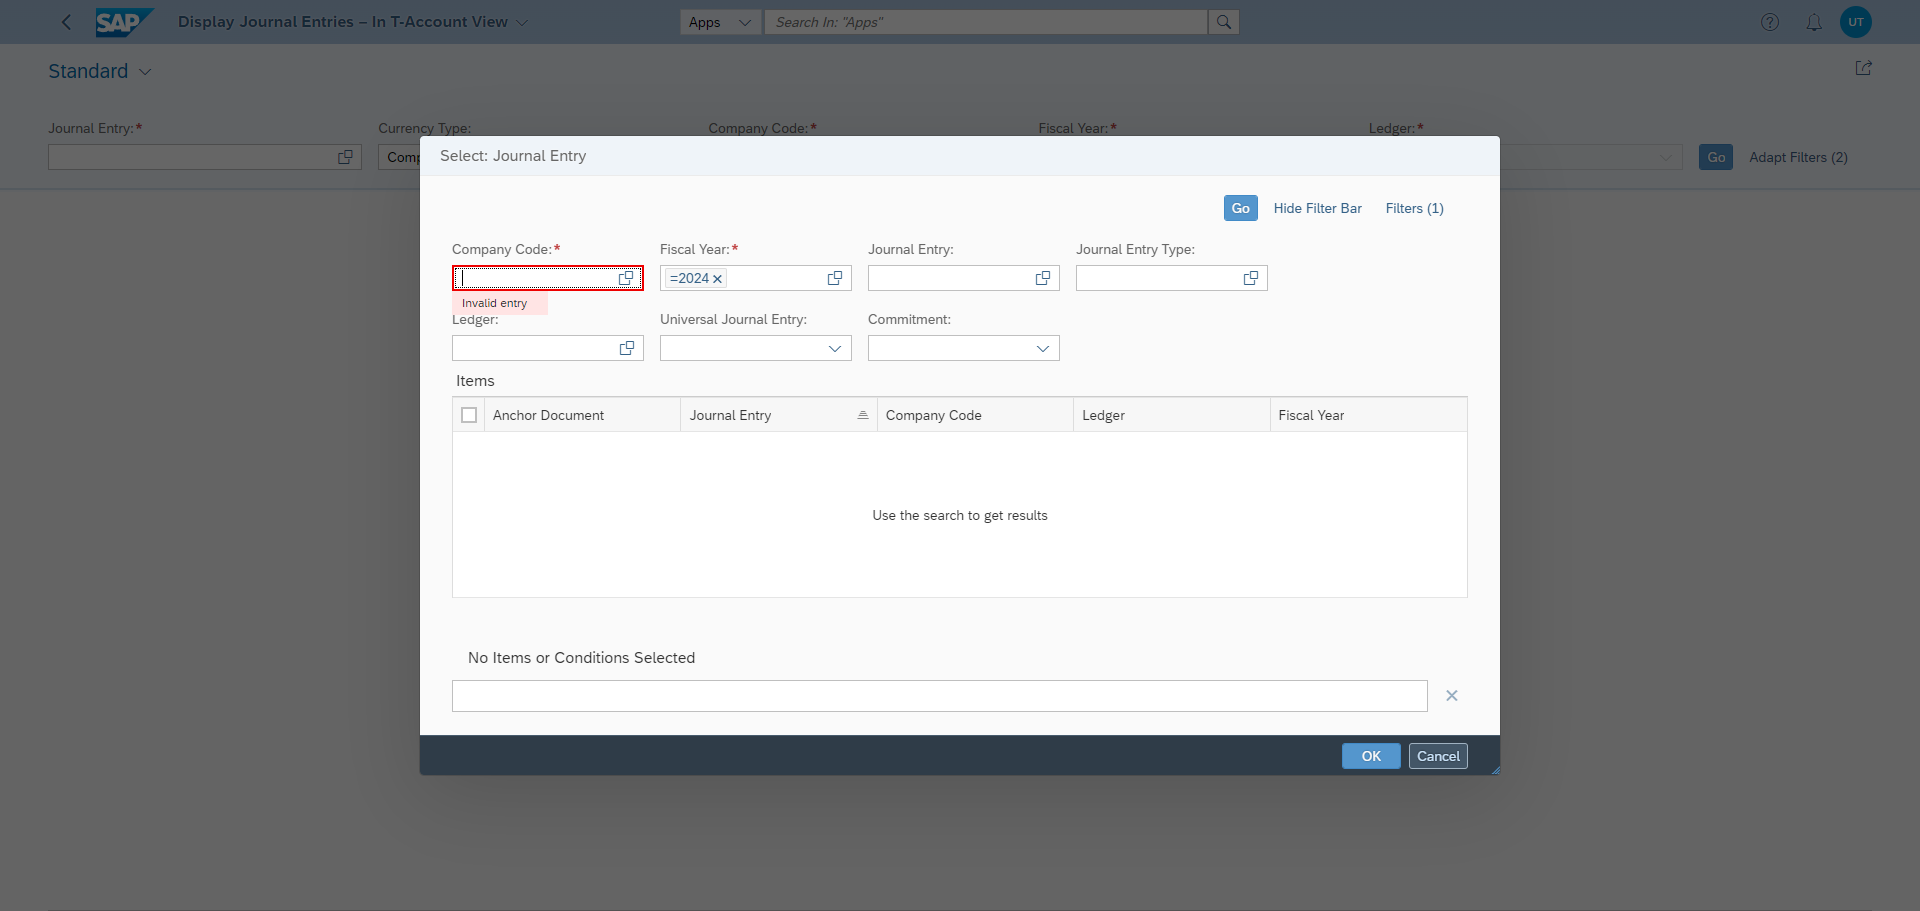 SAP Display Journal Entries – In T-Account View Apps Search In: "Apps" UT
Standard
Journal Entry:* Currency Type: Company Code:* Fiscal Year:* Ledger:*
Comp Go Adapt Filters (2)
Select: Journal Entry
Go Hide Filter Bar Filters (1)
Company Code:* Fiscal Year:* Journal Entry: Journal Entry Type:
=2024
Invalid entry
Ledger: Universal Journal Entry: Commitment:
Items
Anchor Document Journal Entry Company Code Ledger Fiscal Year
Use the search to get results
No Items or Conditions Selected
OK Cancel